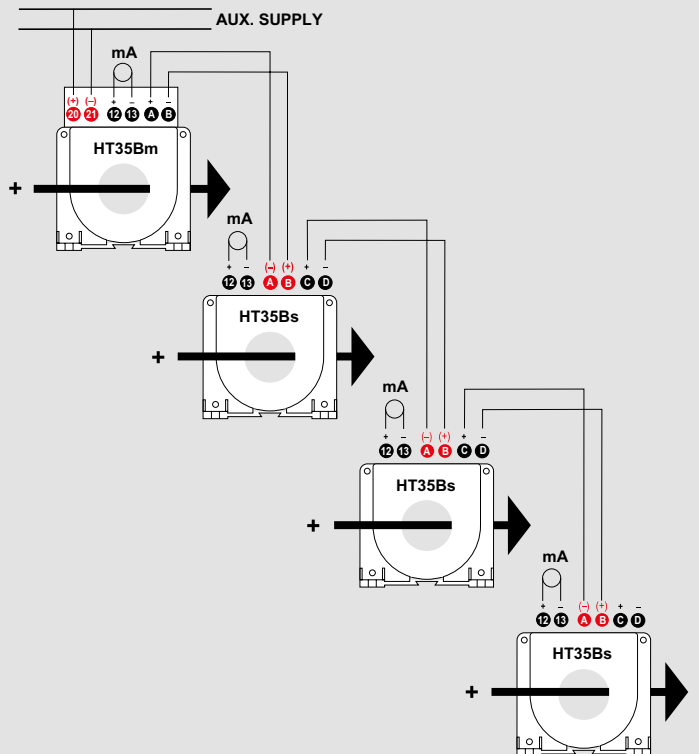 AUX. SUPPLY
mA
(+) (–) + – + –
20 21 12 13 A B
HT35Bm
+
mA
+ – (–) (+) + –
12 13 A B C D
HT35Bs
+
mA
+ – (–) (+) + –
12 13 A B C D
HT35Bs
+
mA
+ – (–) (+) + –
12 13 A B C D
HT35Bs
+